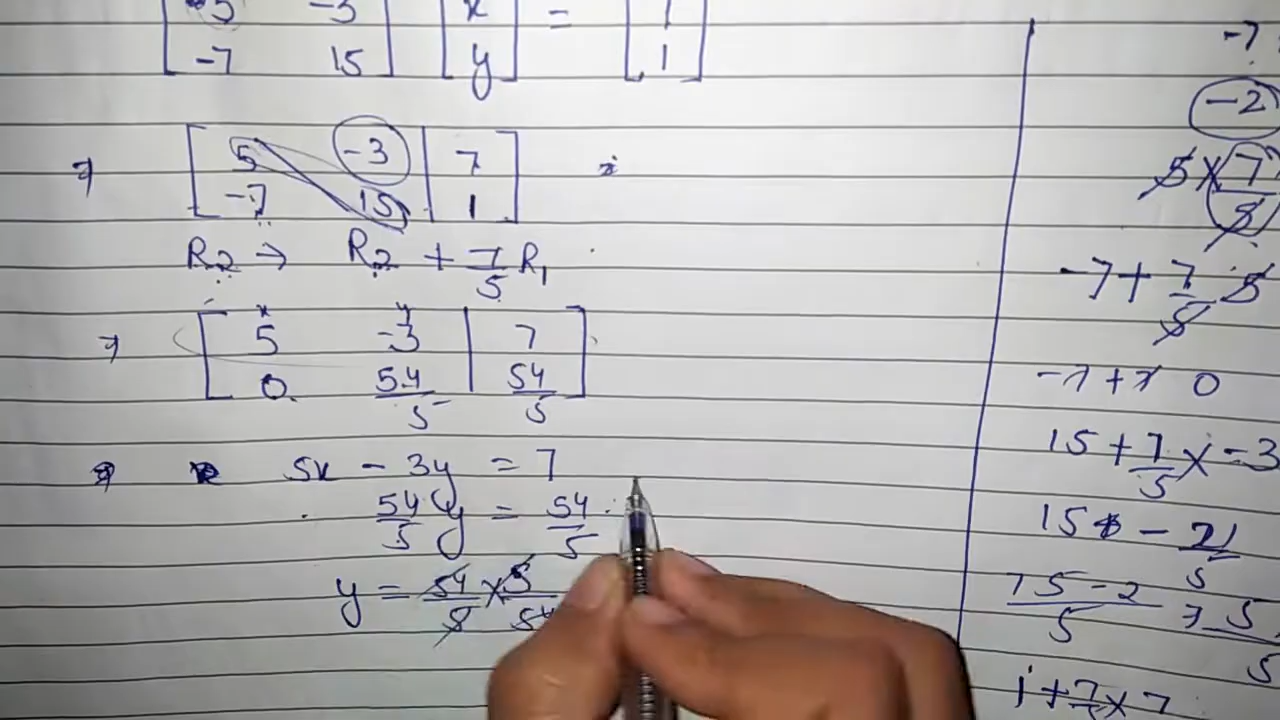 5 -3 x = 7
-7 15 y 1
5 -3 | 7
-7 15 | 1
R2 → R2 + 7/5 R1
x y
5 -3 | 7
0 54/5 | 54/5
5x - 3y = 7
54/5 y = 54/5
y = 54/5 × 5/54
-7
-2
5 × 7/5
-7 + 7/5 5
-7 + 7 0
15 + 7/5 × -3
15 - 21/5
75 - 2
5
1 + 7/5 × 7